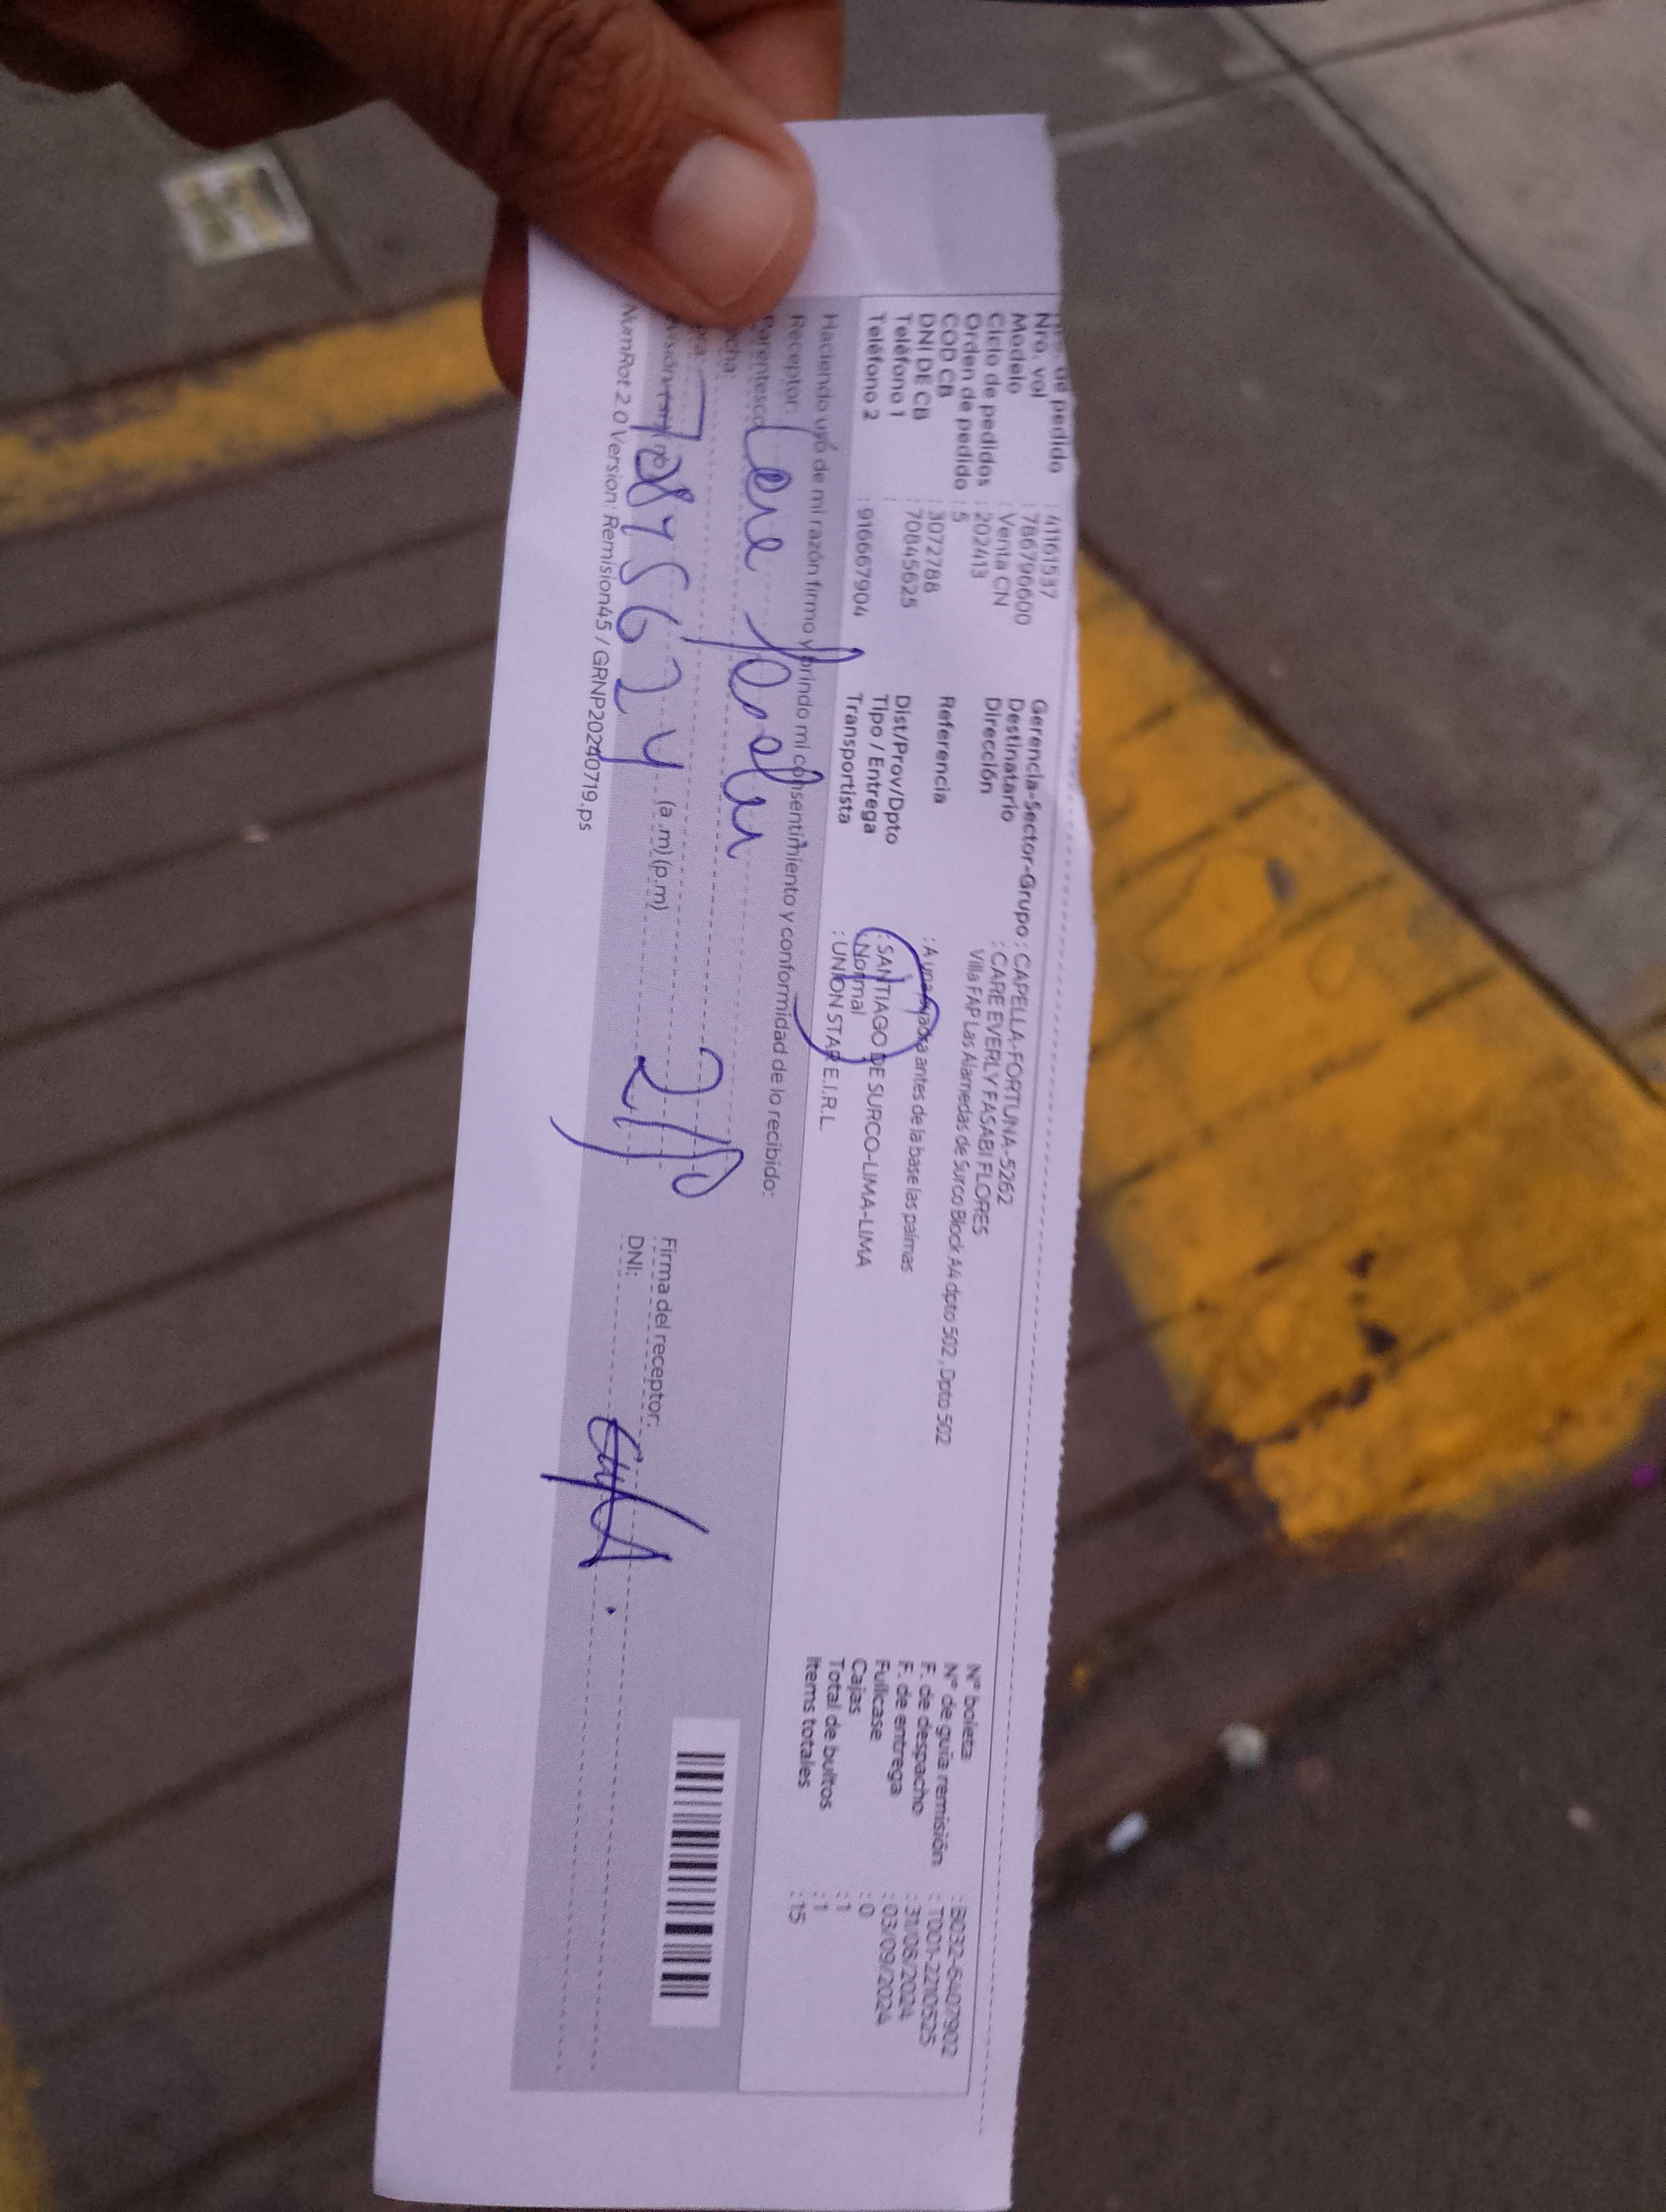 de pedido : 41161537
Nro. vol : 786796600
Modelo : Venta CN
Ciclo de pedidos : 202413
Orden de pedido : 5
COD CB : 3072788
DNI DE CB : 70845625
Teléfono 1 :
Teléfono 2 : 916667904
Gerencia-Sector-Grupo : CAPELLA-FORTUNA-5262
Destinatario : CARE EVERLY FASABI FLORES
Dirección Villa FAP Las Alamedas de Surco Block A4 dpto 502, Dpto 502
Referencia : A una cuadra antes de la base las palmas
Dist/Prov/Dpto : SANTIAGO DE SURCO-LIMA-LIMA
Tipo / Entrega : Normal
Transportista : UNION STAR E.I.R.L.
N° boleta : B032-6407902
N° de guía remisión : T001-2210525
F. de despacho : 31/08/2024
F. de entrega : 03/09/2024
Fullcase : 0
Cajas : 1
Total de bultos : 1
Items totales : 15
Haciendo uso de mi razón firmo y brindo mi consentimiento y conformidad de lo recibido:
Receptor:
Parentesco
cha:
(a.m) (p.m)
Firma del receptor:
DNI:
NumRot 2.0 Version: Remision45 / GRNP20240719.ps